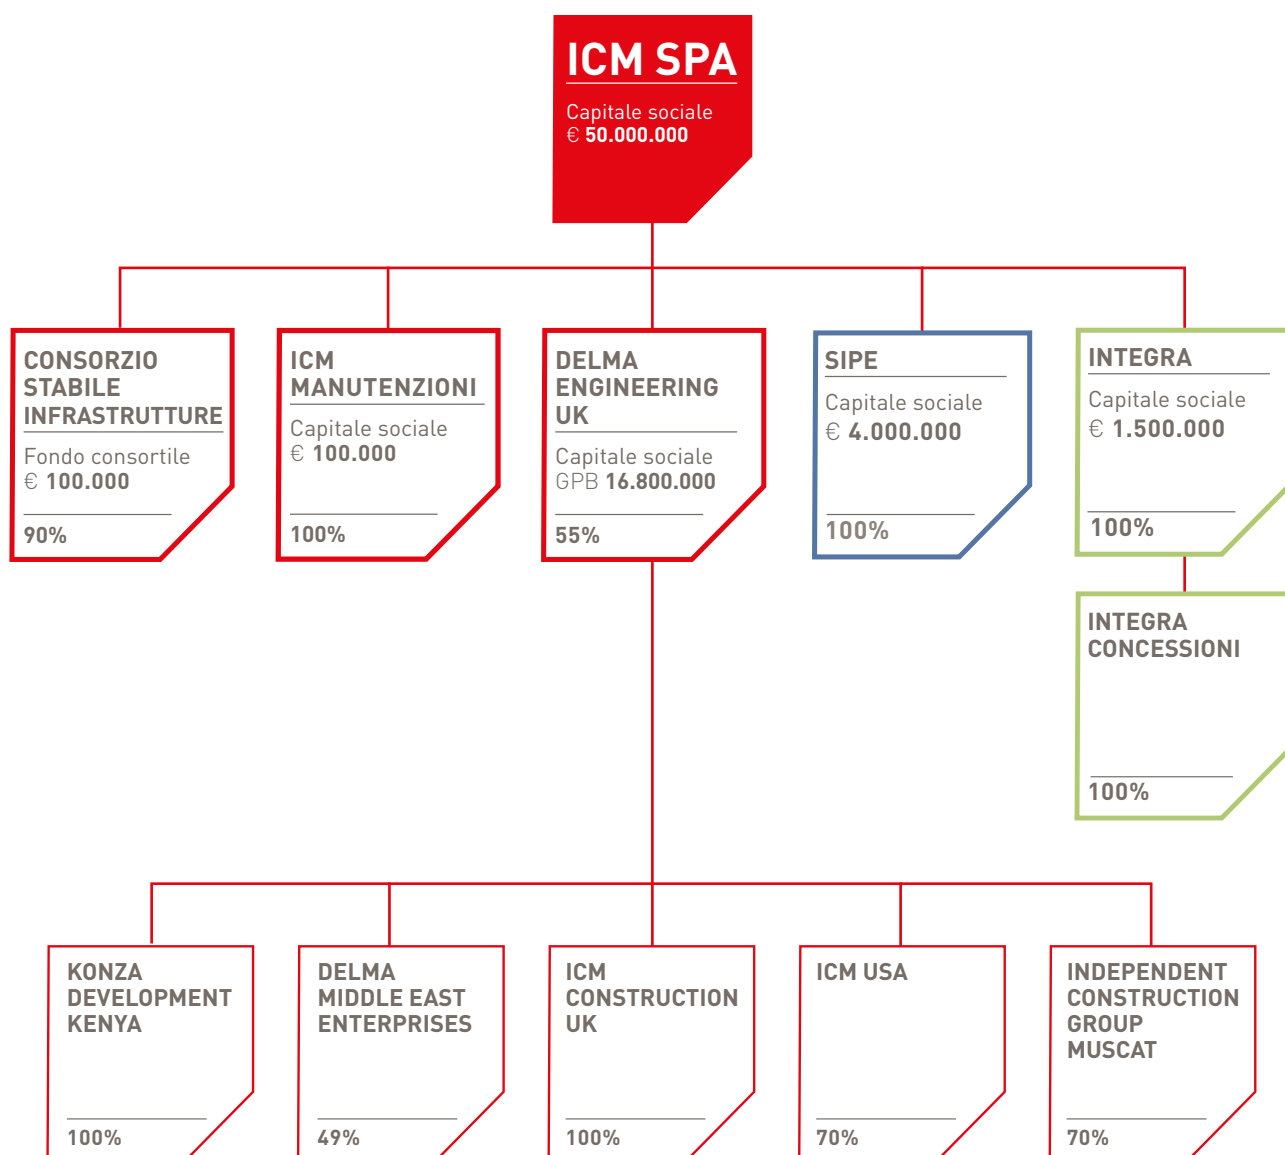 ICM SPA
Capitale sociale
€ 50.000.000
CONSORZIO
STABILE
INFRASTRUTTURE
Fondo consortile
€ 100.000
90%
ICM
MANUTENZIONI
Capitale sociale
€ 100.000
100%
DELMA
ENGINEERING
UK
Capitale sociale
GPB 16.800.000
55%
SIPE
Capitale sociale
€ 4.000.000
100%
INTEGRA
Capitale sociale
€ 1.500.000
100%
INTEGRA
CONCESSIONI
100%
KONZA
DEVELOPMENT
KENYA
100%
DELMA
MIDDLE EAST
ENTERPRISES
49%
ICM
CONSTRUCTION
UK
100%
ICM USA
70%
INDEPENDENT
CONSTRUCTION
GROUP
MUSCAT
70%